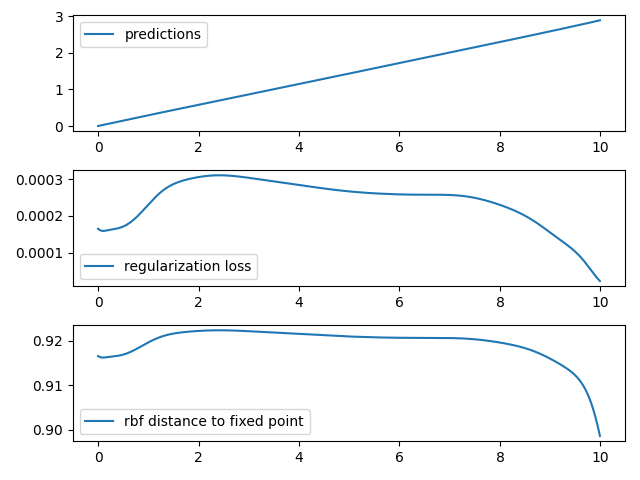 3
2
1
0
predictions
0 2 4 6 8 10
0.0003
0.0002
0.0001
regularization loss
0 2 4 6 8 10
0.92
0.91
0.90
rbf distance to fixed point
0 2 4 6 8 10